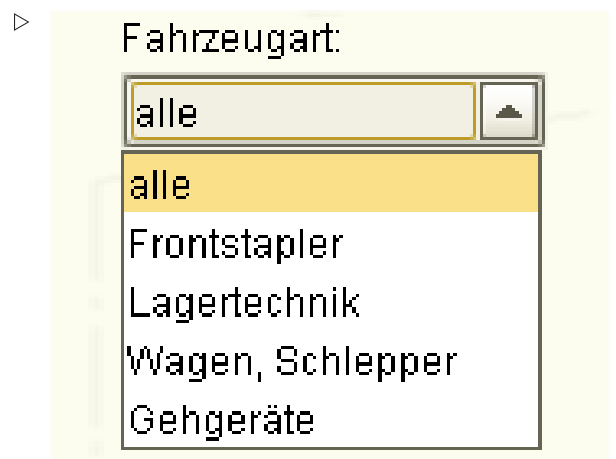 Fahrzeugart:
alle
alle
Frontstapler
Lagertechnik
Wagen, Schlepper
Gehgeräte